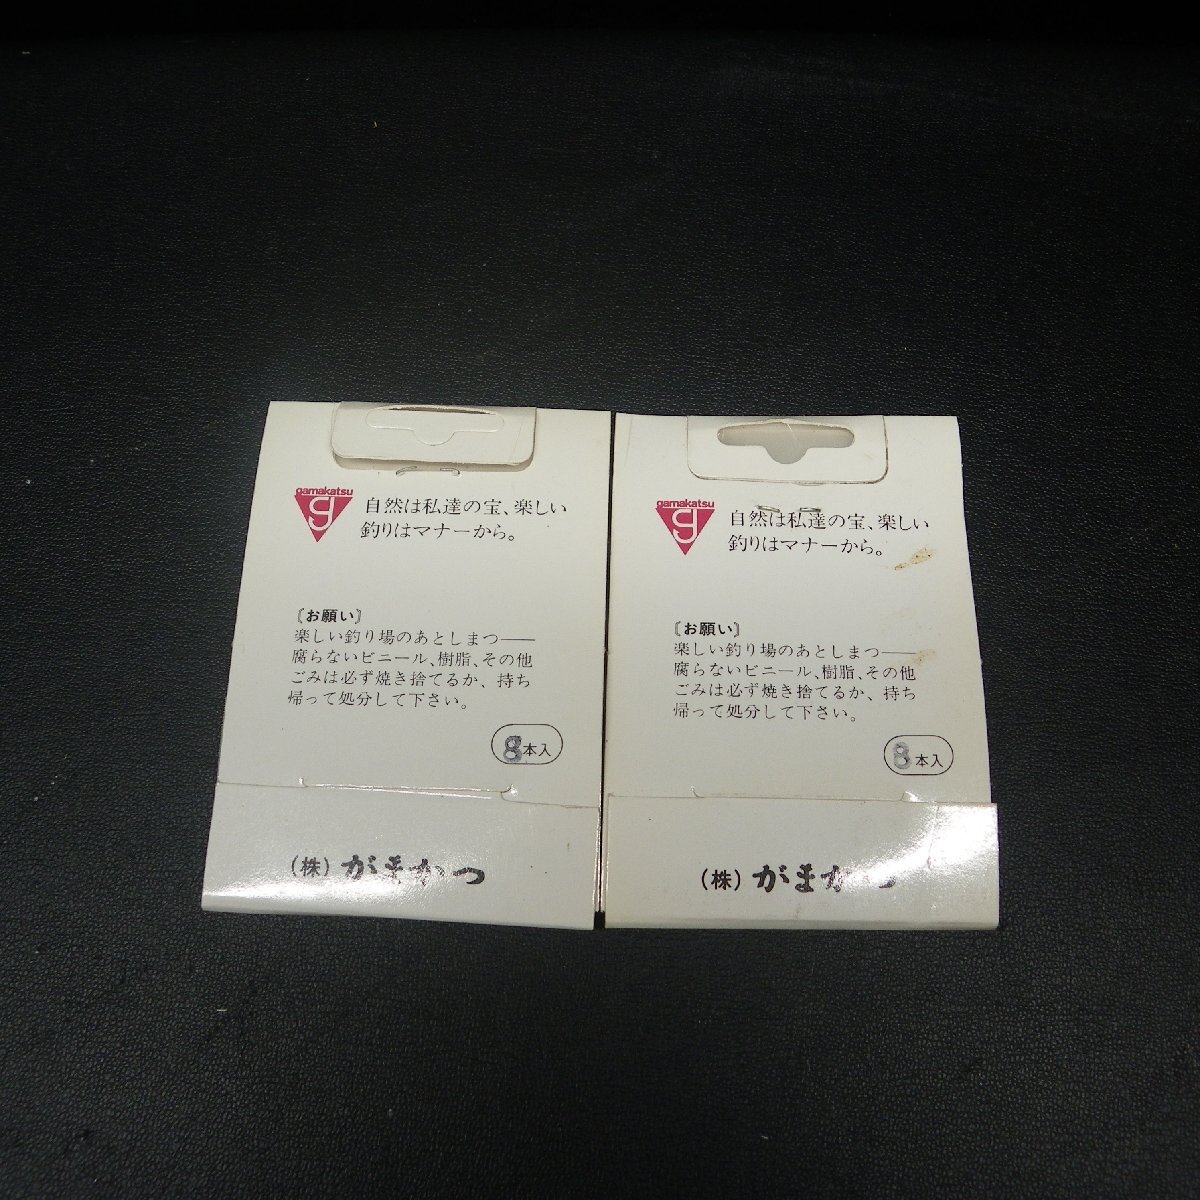 gamakatsu
自然は私達の宝、楽しい
釣りはマナーから。
〔お願い〕
楽しい釣り場のあとしまつ——
腐らないビニール、樹脂、その他
ごみは必ず焼き捨てるか、持ち
帰って処分して下さい。
8本入
(株)がまかつ
gamakatsu
自然は私達の宝、楽しい
釣りはマナーから。
〔お願い〕
楽しい釣り場のあとしまつ——
腐らないビニール、樹脂、その他
ごみは必ず焼き捨てるか、持ち
帰って処分して下さい。
8本入
(株)がまかつ